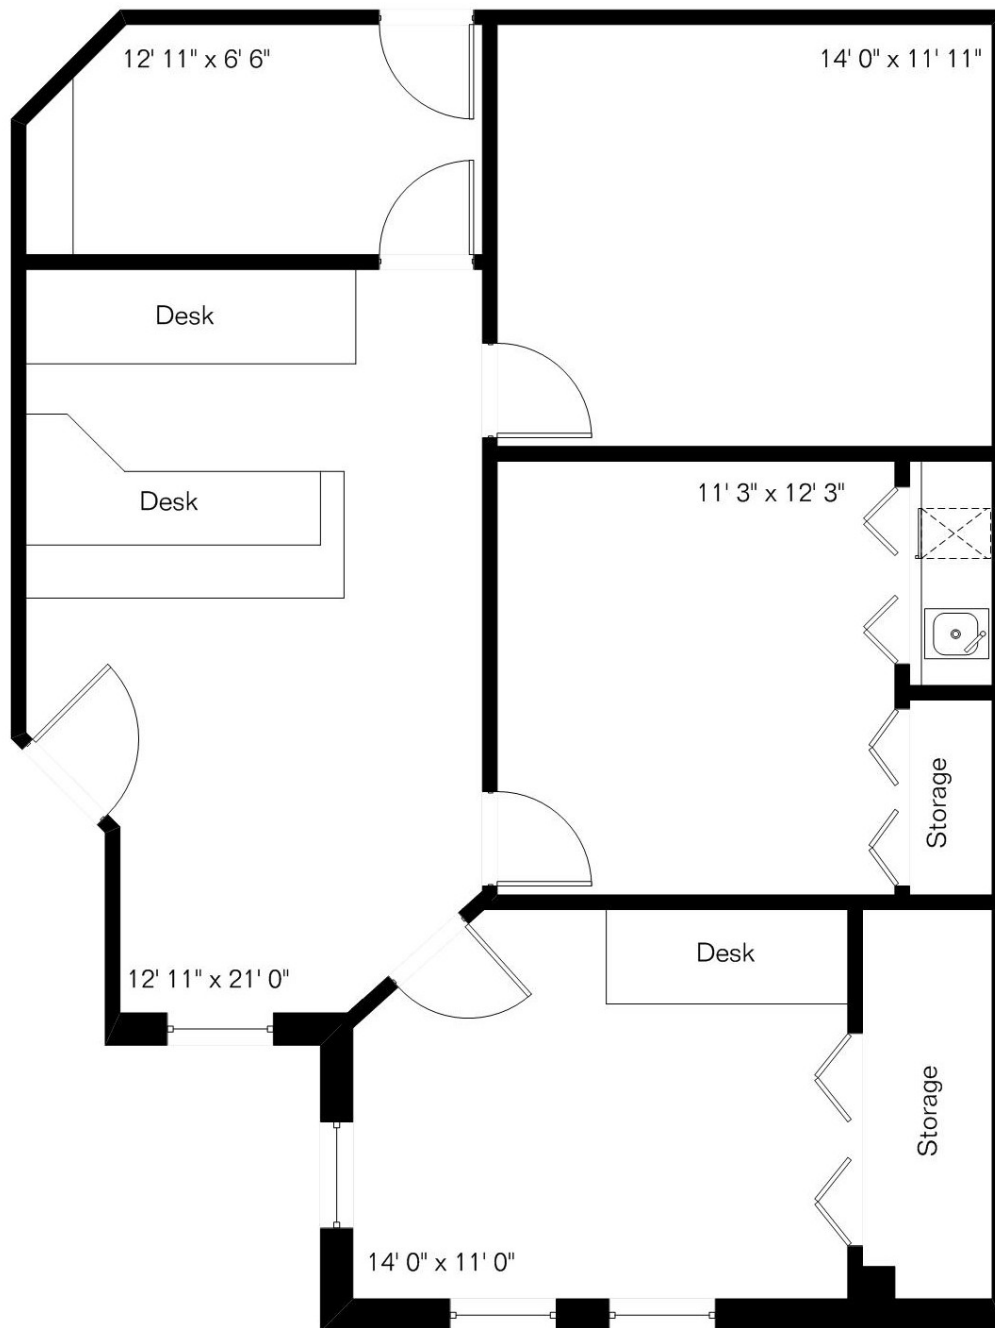 12' 11" x 6' 6"
14' 0" x 11' 11"
Desk
Desk
11' 3" x 12' 3"
Storage
12' 11" x 21' 0"
Desk
Storage
14' 0" x 11' 0"